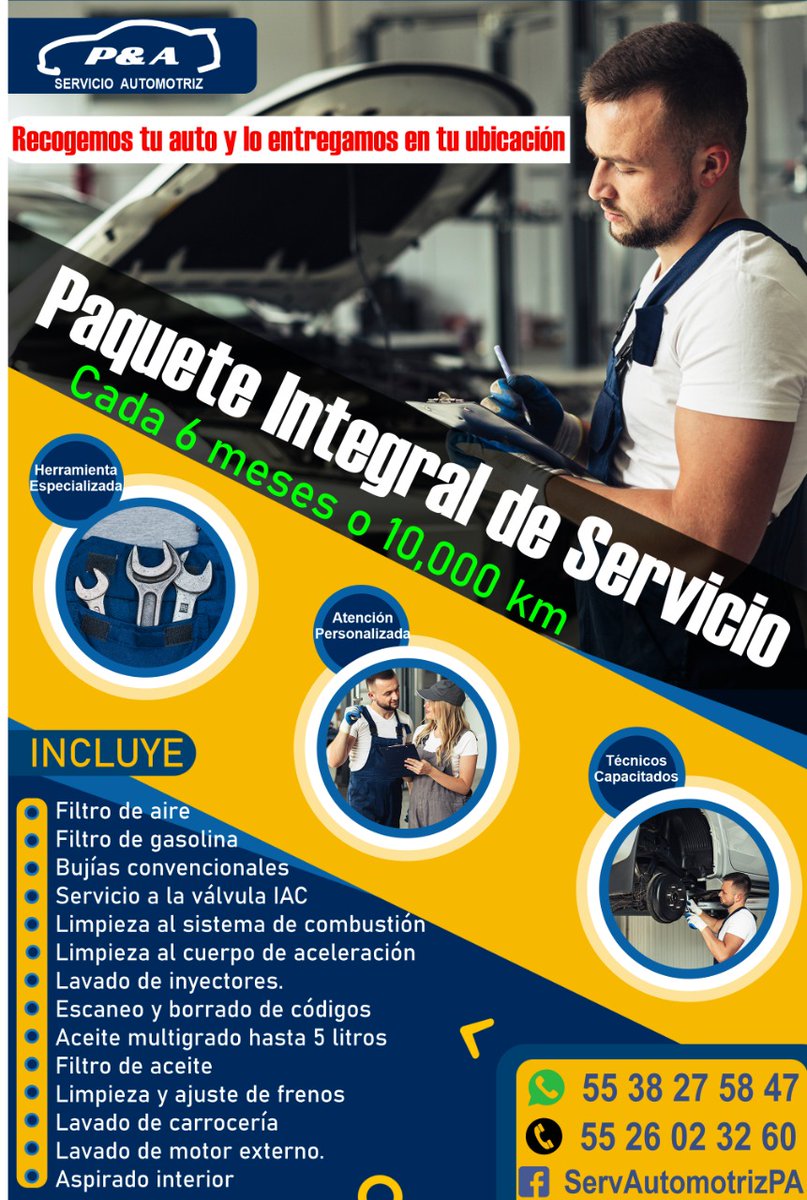 P&A
SERVICIO AUTOMOTRIZ
Recogemos tu auto y lo entregamos en tu ubicación
Paquete Integral de Servicio
Cada 6 meses o 10,000 km
Herramienta
Especializada
Atención
Personalizada
Técnicos
Capacitados
INCLUYE
Filtro de aire
Filtro de gasolina
Bujías convencionales
Servicio a la válvula IAC
Limpieza al sistema de combustión
Limpieza al cuerpo de aceleración
Lavado de inyectores.
Escaneo y borrado de códigos
Aceite multigrado hasta 5 litros
Filtro de aceite
Limpieza y ajuste de frenos
Lavado de carrocería
Lavado de motor externo.
Aspirado interior
55 38 27 58 47
55 26 02 32 60
ServAutomotrizPA